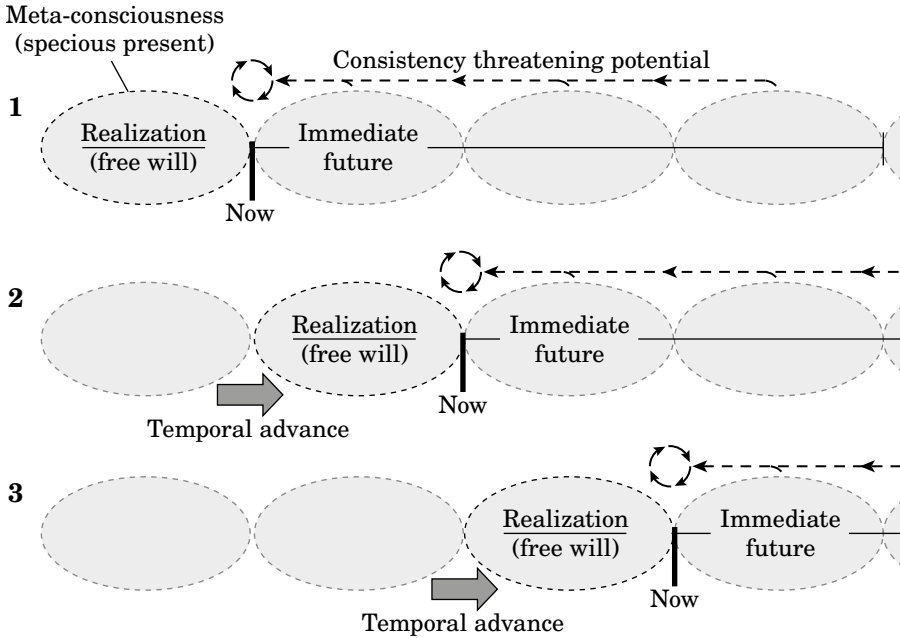 Meta-consciousness
(specious present)
Consistency threatening potential
1
Realization
(free will)
Immediate
future
Now
2
Realization
(free will)
Immediate
future
Now
Temporal advance
3
Realization
(free will)
Immediate
future
Now
Temporal advance